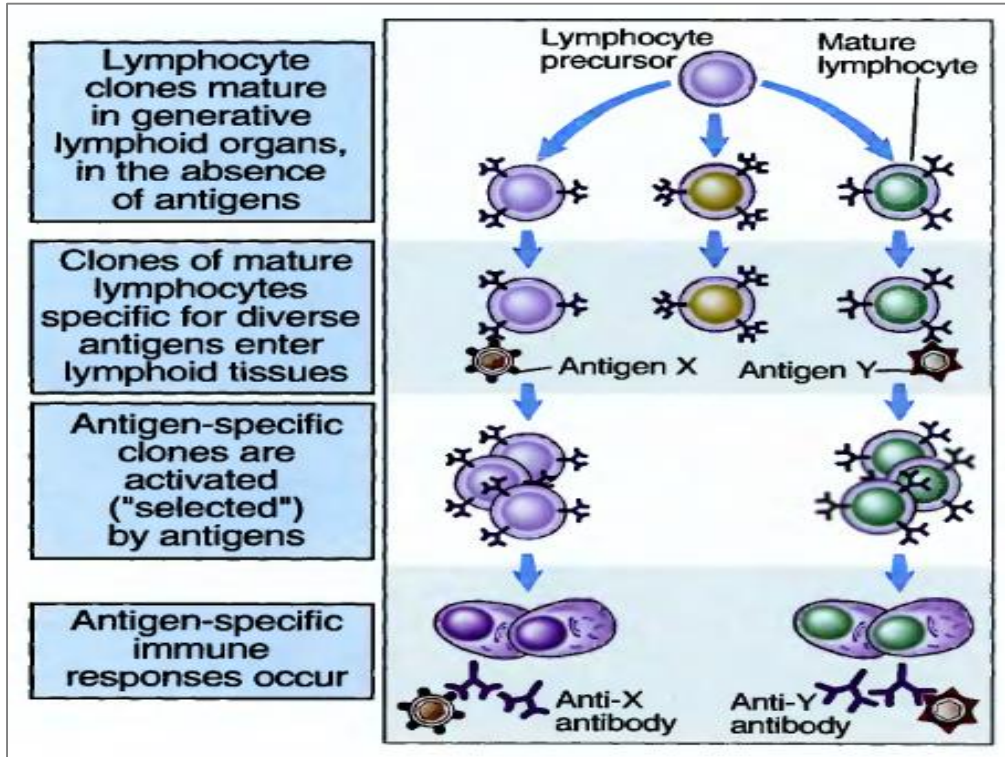 Lymphocyte
clones mature
in generative
lymphoid organs,
in the absence
of antigens
Lymphocyte
precursor
Mature
lymphocyte
Clones of mature
lymphocytes
specific for diverse
antigens enter
lymphoid tissues
Antigen X
Antigen Y
Antigen-specific
clones are
activated
("selected")
by antigens
Antigen-specific
immune
responses occur
Anti-X
antibody
Anti-Y
antibody